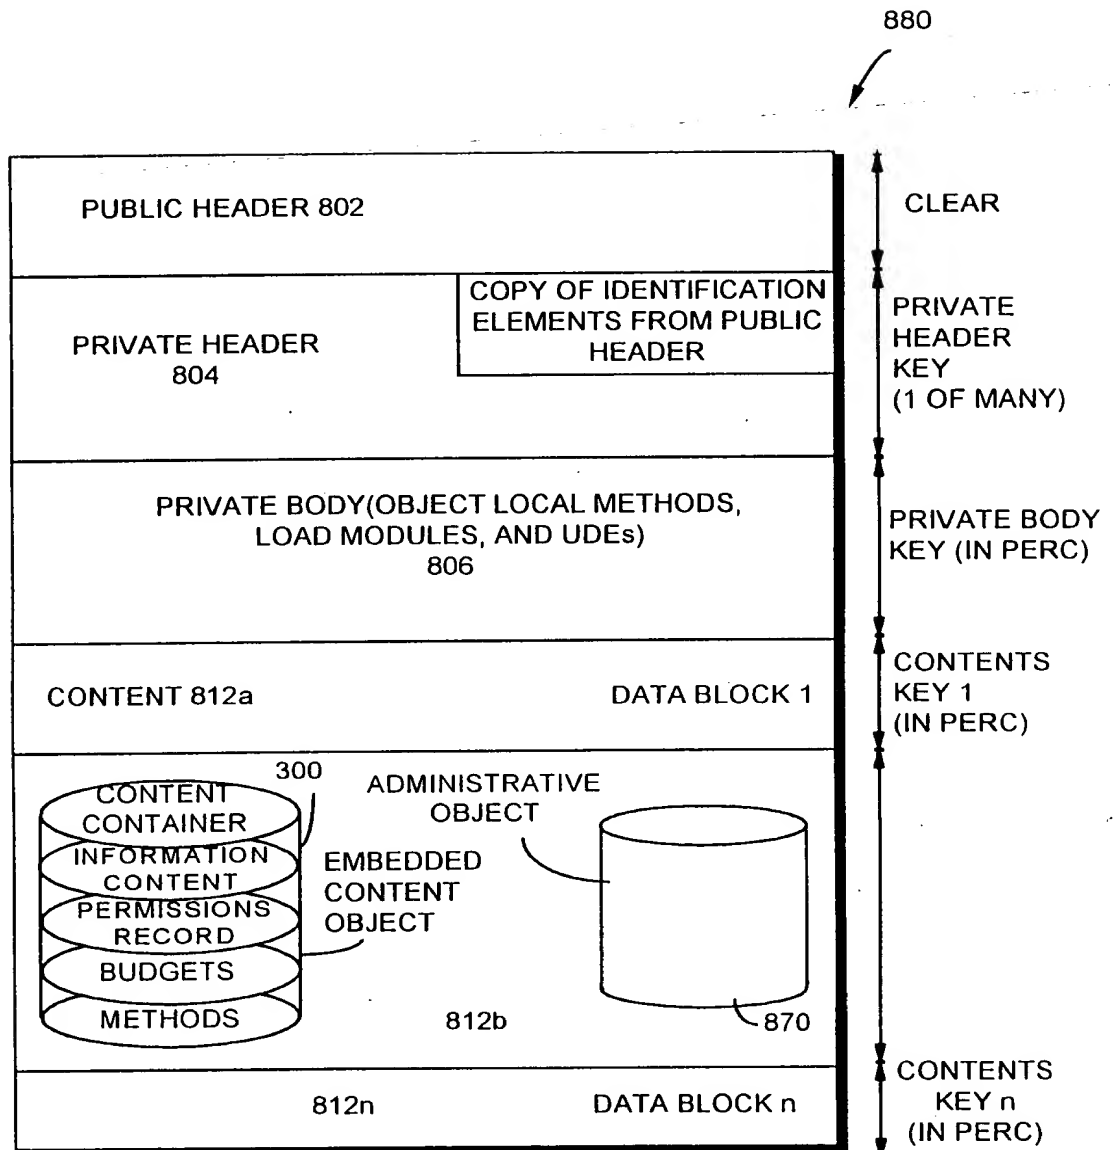 880
PUBLIC HEADER 802
CLEAR
COPY OF IDENTIFICATION
ELEMENTS FROM PUBLIC
HEADER
PRIVATE HEADER
804
PRIVATE
HEADER
KEY
(1 OF MANY)
PRIVATE BODY(OBJECT LOCAL METHODS,
LOAD MODULES, AND UDEs)
806
PRIVATE BODY
KEY (IN PERC)
CONTENT 812a
DATA BLOCK 1
CONTENTS
KEY 1
(IN PERC)
300
CONTENT
CONTAINER
INFORMATION
CONTENT
PERMISSIONS
RECORD
BUDGETS
METHODS
EMBEDDED
CONTENT
OBJECT
ADMINISTRATIVE
OBJECT
812b
870
812n
DATA BLOCK n
CONTENTS
KEY n
(IN PERC)